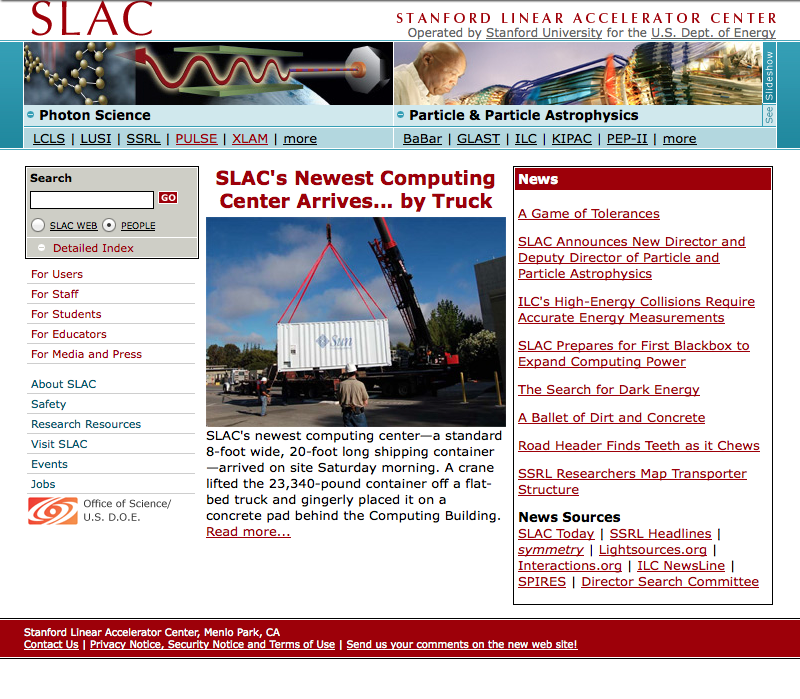 SLAC
STANFORD LINEAR ACCELERATOR CENTER
Operated by Stanford University for the U.S. Dept. of Energy
See Slideshow
Photon Science
Particle & Particle Astrophysics
LCLS | LUSI | SSRL | PULSE | XLAM | more
BaBar | GLAST | ILC | KIPAC | PEP-II | more
Search
GO
SLAC WEB PEOPLE
Detailed Index
For Users
For Staff
For Students
For Educators
For Media and Press
About SLAC
Safety
Research Resources
Visit SLAC
Events
Jobs
Office of Science/
U.S. D.O.E.
SLAC's Newest Computing
Center Arrives... by Truck
Sun
SLAC's newest computing center—a standard
8-foot wide, 20-foot long shipping container
—arrived on site Saturday morning. A crane
lifted the 23,340-pound container off a flat-
bed truck and gingerly placed it on a
concrete pad behind the Computing Building.
Read more...
News
A Game of Tolerances
SLAC Announces New Director and
Deputy Director of Particle and
Particle Astrophysics
ILC's High-Energy Collisions Require
Accurate Energy Measurements
SLAC Prepares for First Blackbox to
Expand Computing Power
The Search for Dark Energy
A Ballet of Dirt and Concrete
Road Header Finds Teeth as it Chews
SSRL Researchers Map Transporter
Structure
News Sources
SLAC Today | SSRL Headlines |
symmetry | Lightsources.org |
Interactions.org | ILC NewsLine |
SPIRES | Director Search Committee
Stanford Linear Accelerator Center, Menlo Park, CA
Contact Us | Privacy Notice, Security Notice and Terms of Use | Send us your comments on the new web site!